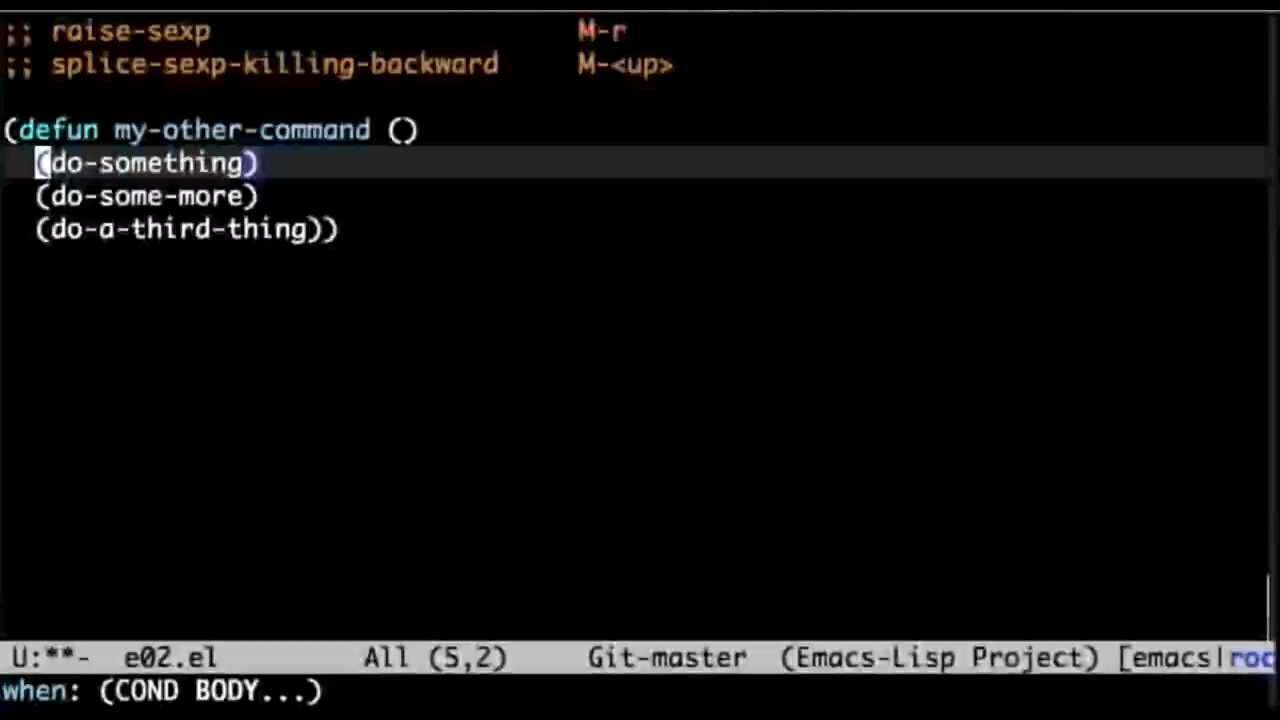 ;; raise-sexp                       M-r
;; splice-sexp-killing-backward     M-<up>
(defun my-other-command ()
  (do-something)
  (do-some-more)
  (do-a-third-thing))
U:**-  e02.el         All (5,2)     Git-master  (Emacs-Lisp Project) [emacs|roc
when: (COND BODY...)